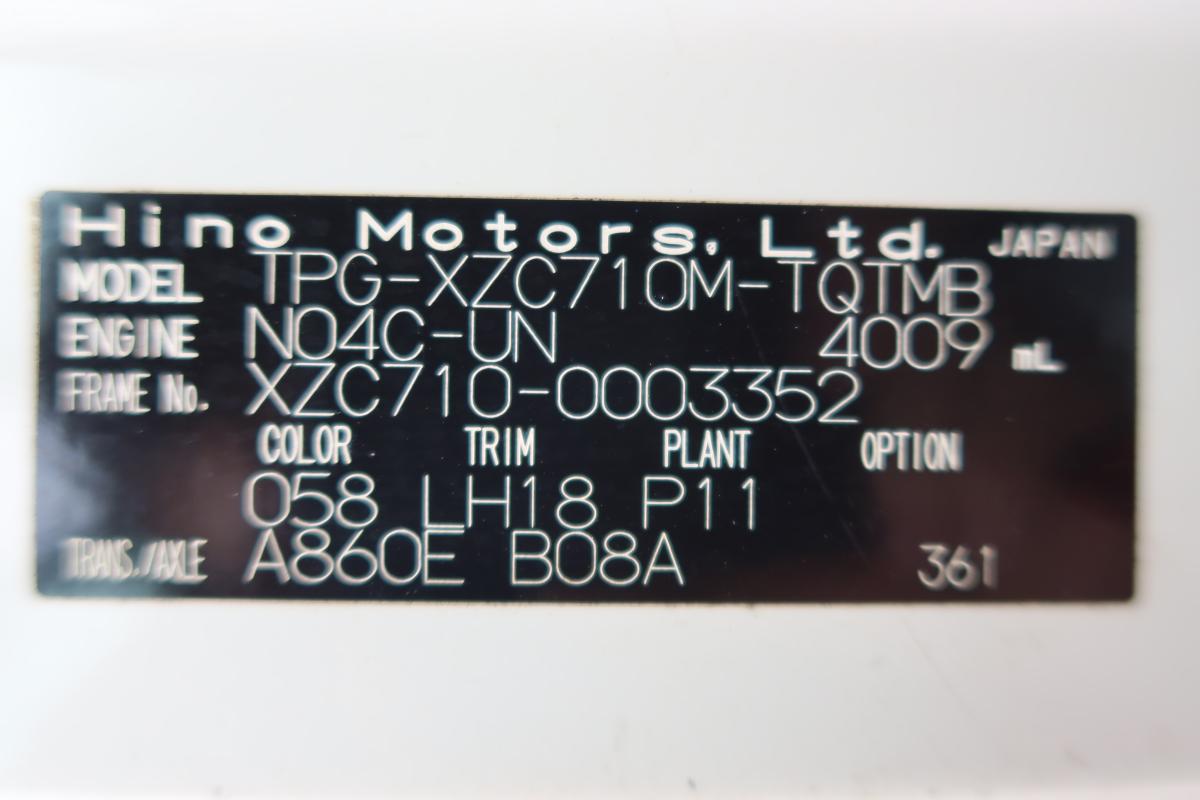 Hino Motors, Ltd. JAPAN
MODEL TPG-XZC710M-TQTMB
ENGINE N04C-UN 4009 mL
FRAME No. XZC710-0003352
COLOR TRIM PLANT OPTION
058 LH18 P11
TRANS./AXLE A860E B08A 361